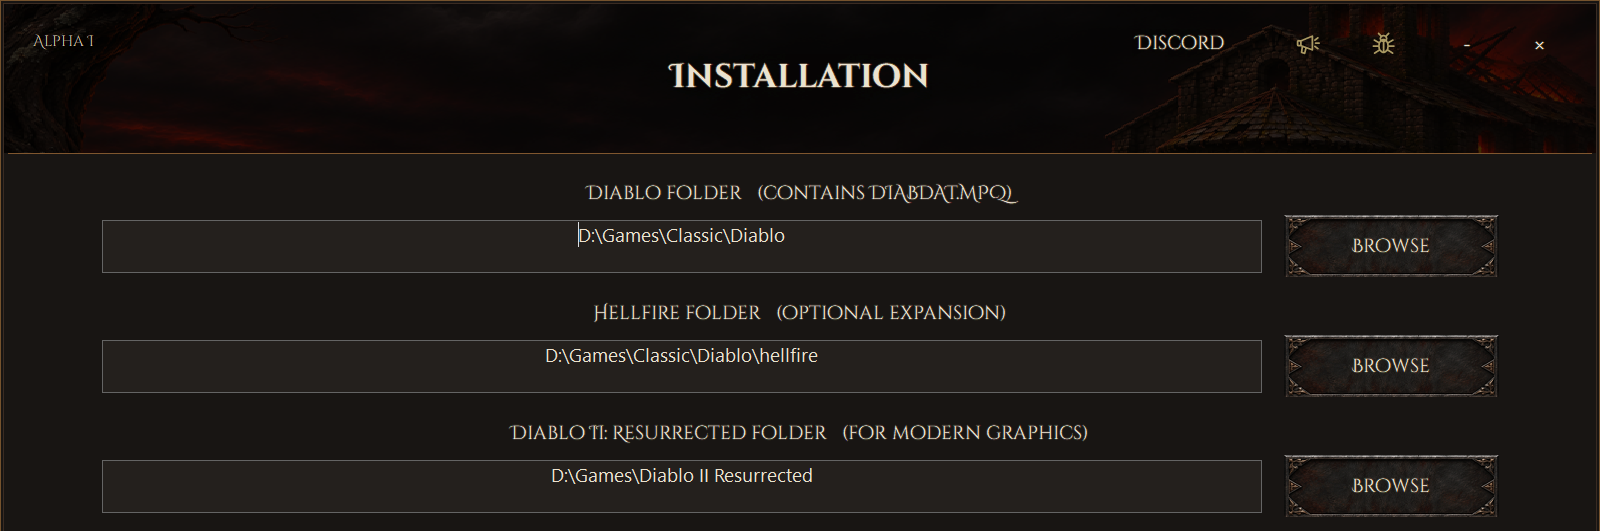 Alpha I
Discord
- ×
Installation
Diablo folder (contains DIABDAT.MPQ)
D:\Games\Classic\Diablo
Browse
Hellfire folder (optional expansion)
D:\Games\Classic\Diablo\hellfire
Browse
Diablo II: Resurrected folder (for modern graphics)
D:\Games\Diablo II Resurrected
Browse